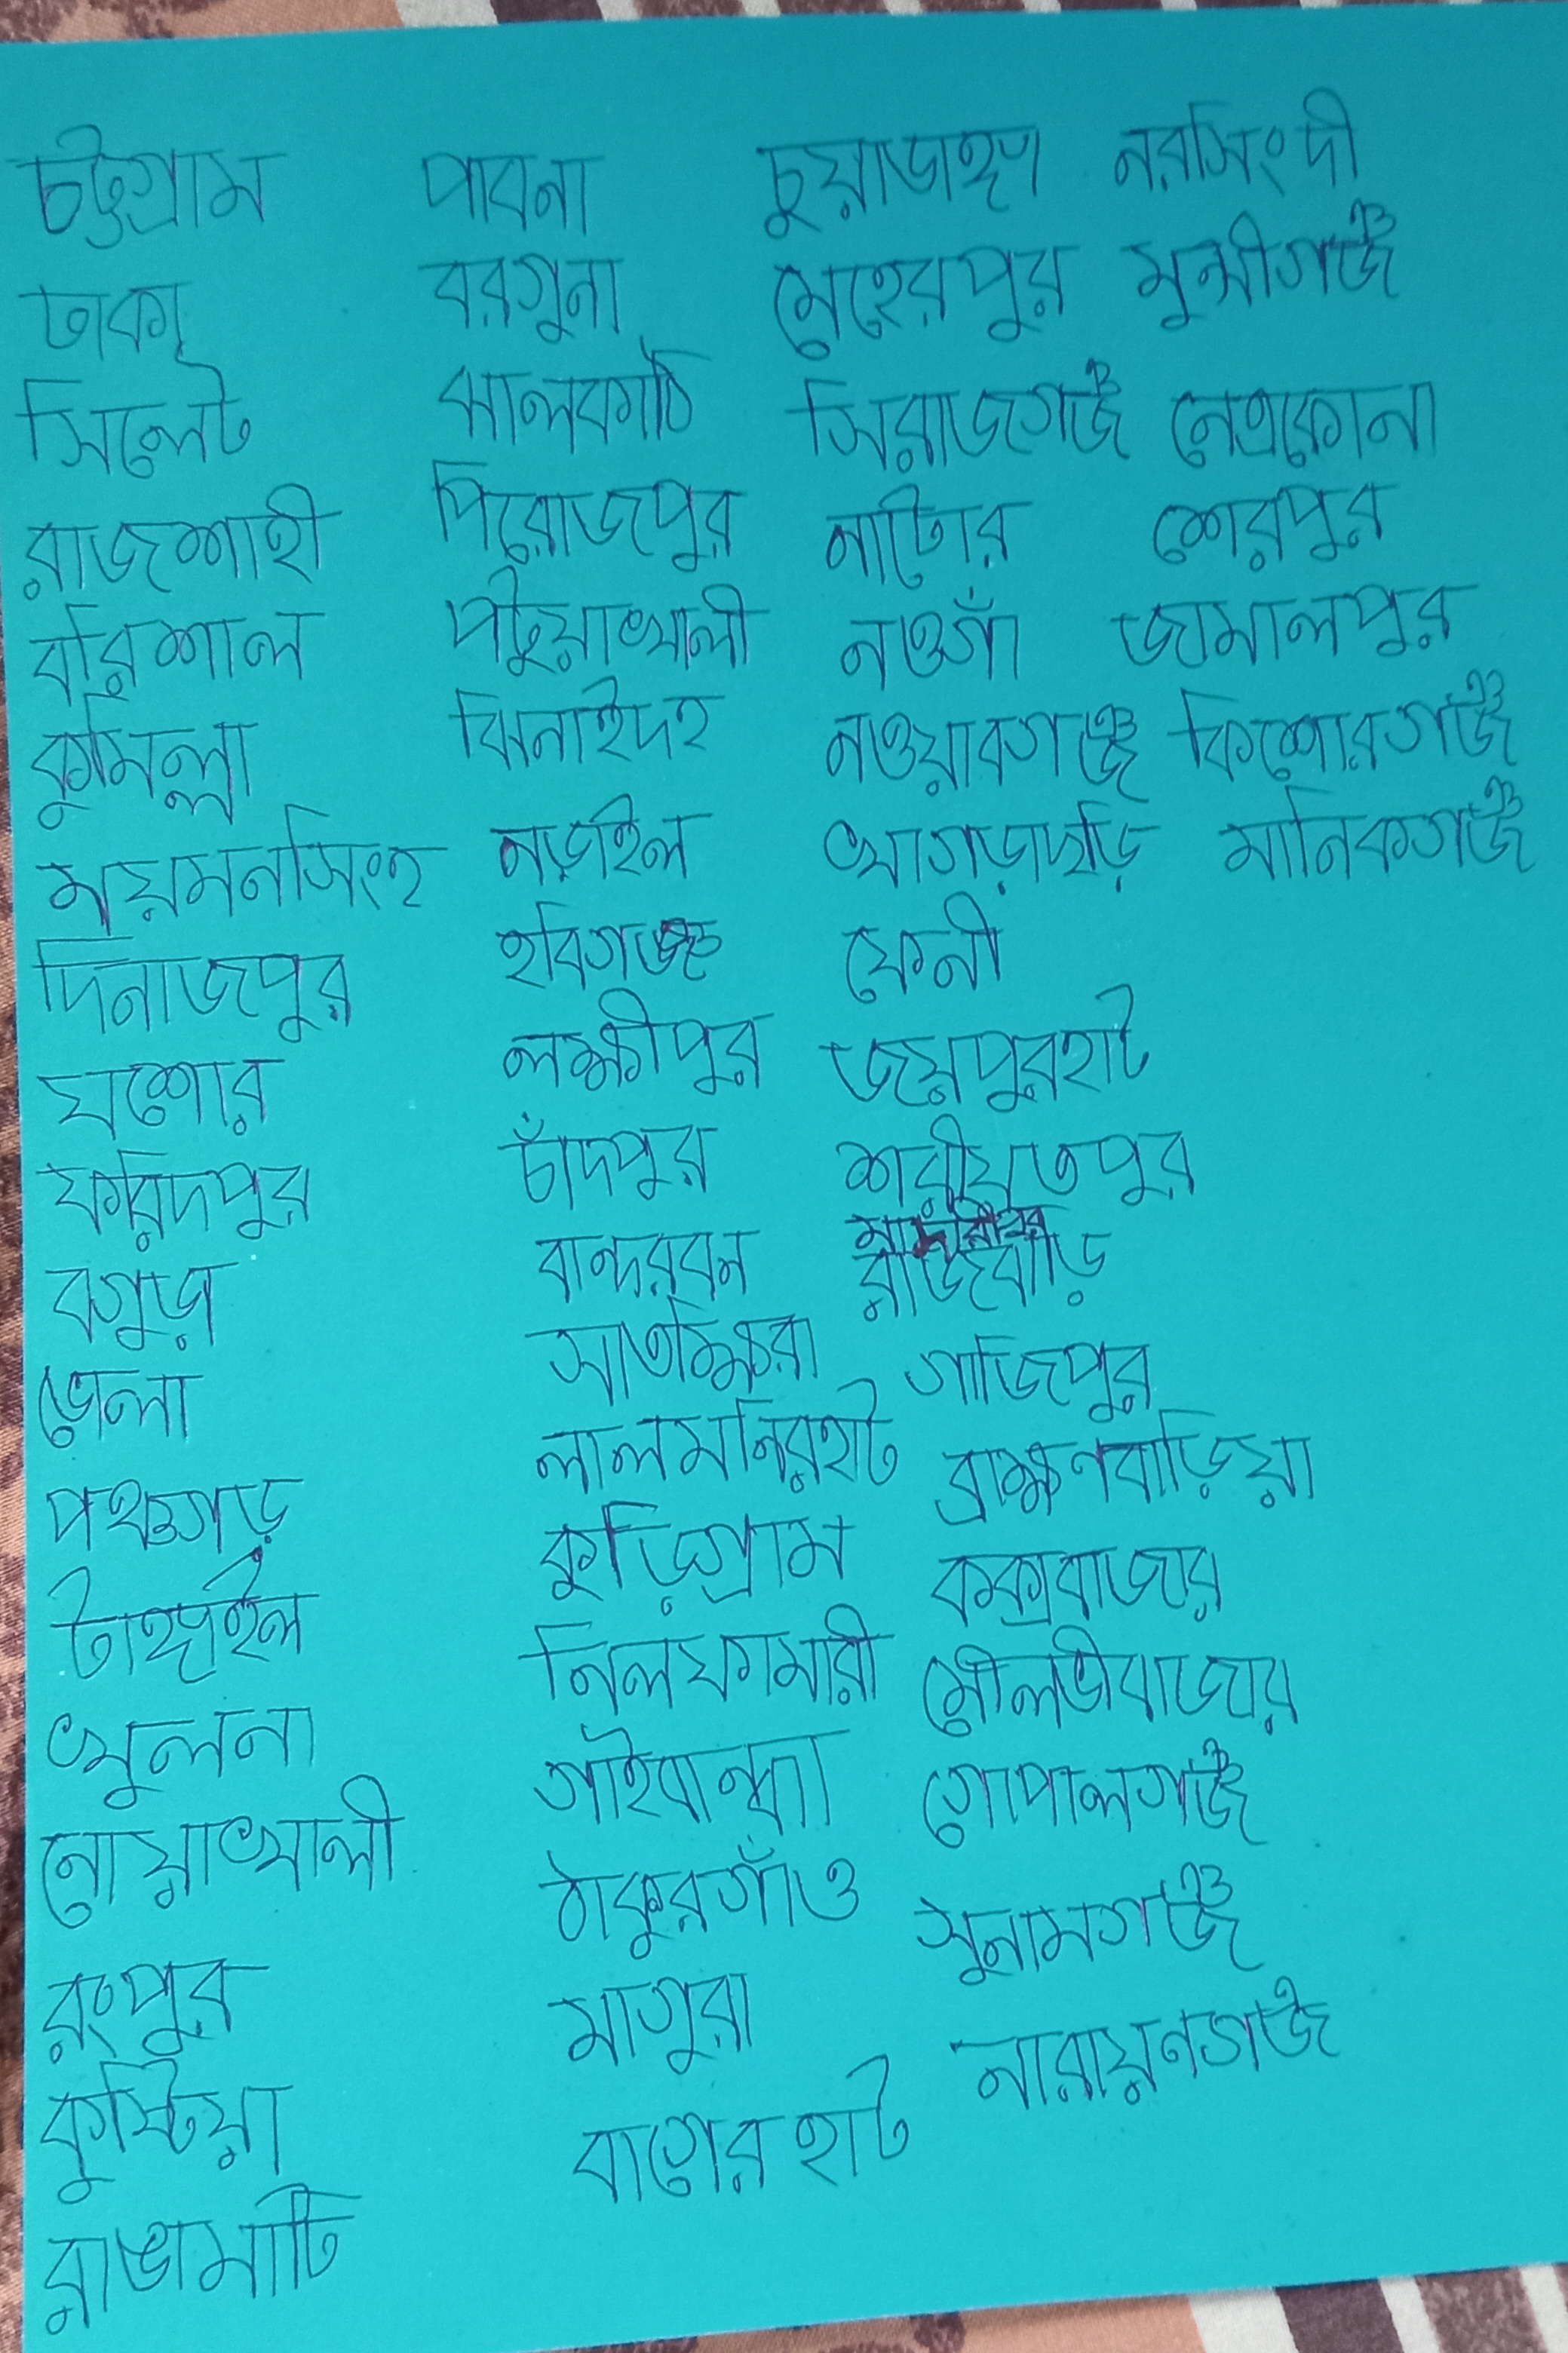 চট্টগ্রাম পাবনা চুয়াডাঙ্গা নরসিংদী
ঢাকা বরগুনা মেহেরপুর মুন্সীগঞ্জ
সিলেট ঝালকাঠি সিরাজগঞ্জ নেত্রকোনা
রাজশাহী পিরোজপুর নাটোর শেরপুর
বরিশাল পটুয়াখালী নওগাঁ জামালপুর
কুমিল্লা ঝিনাইদহ নওয়াবগঞ্জ কিশোরগঞ্জ
ময়মনসিংহ নড়াইল খাগড়াছড়ি মানিকগঞ্জ
দিনাজপুর হবিগঞ্জ ফেনী
যশোর লক্ষীপুর জয়পুরহাট
ফরিদপুর চাঁদপুর শরীয়তপুর
মাদারীপুর
বগুড়া বান্দরবন রাজবাড়ি
ভোলা সাতক্ষিরা গাজিপুর
পঞ্চগড় লালমনিরহাট ব্রাক্ষণবাড়িয়া
টাঙ্গাইল কুড়িগ্রাম কক্সবাজার
খুলনা নিলফামারী মৌলভীবাজার
নোয়াখালী গাইবান্ধা গোপালগঞ্জ
রংপুর ঠাকুরগাঁও সুনামগঞ্জ
কুষ্টিয়া মাগুরা নারায়নগঞ্জ
রাঙামাটি বাগেরহাট